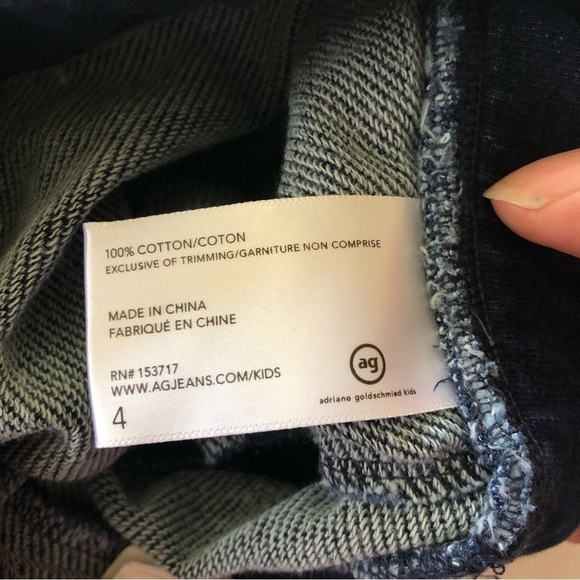 100% COTTON/COTON
EXCLUSIVE OF TRIMMING/GARNITURE NON COMPRISE
MADE IN CHINA
FABRIQUÉ EN CHINE
RN# 153717
WWW.AGJEANS.COM/KIDS
4
ag
adriano goldschmied kids